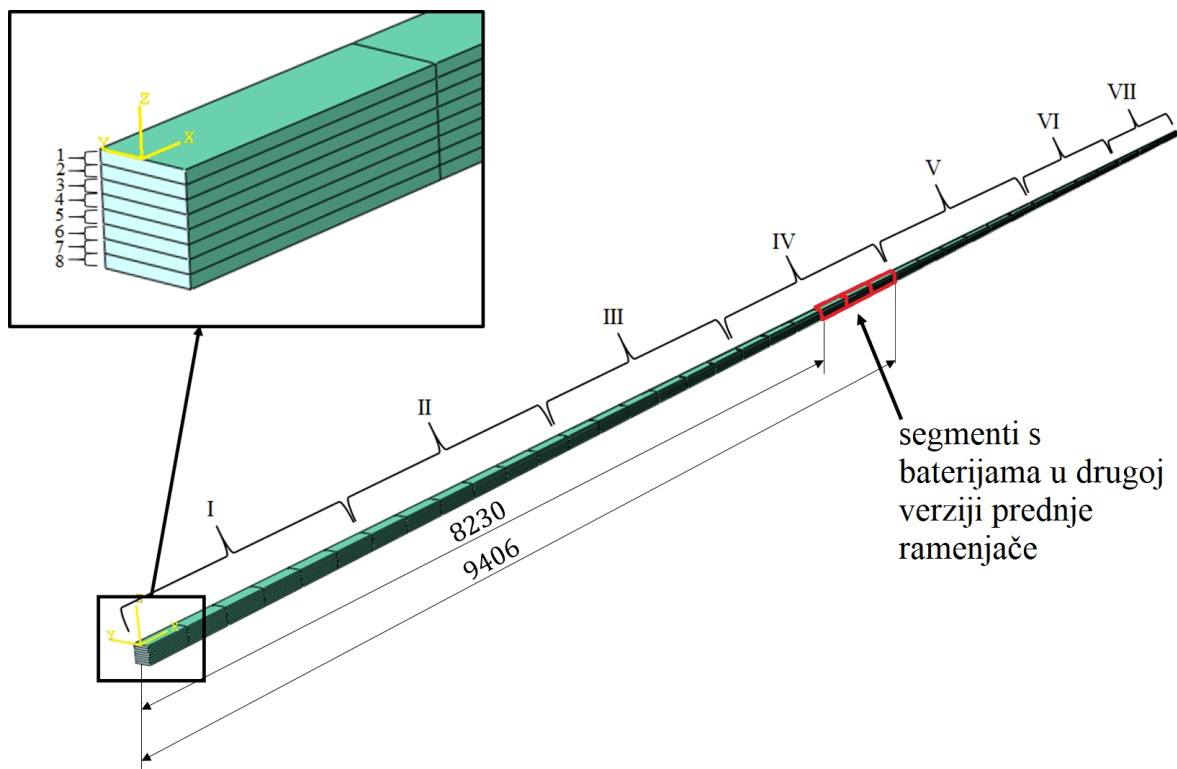 Z
Y
X
1
2
3
4
5
6
7
8
I
II
III
IV
V
VI
VII
8230
9406
segmenti s
baterijama u drugoj
verziji prednje
ramenjače
Z
Y
X